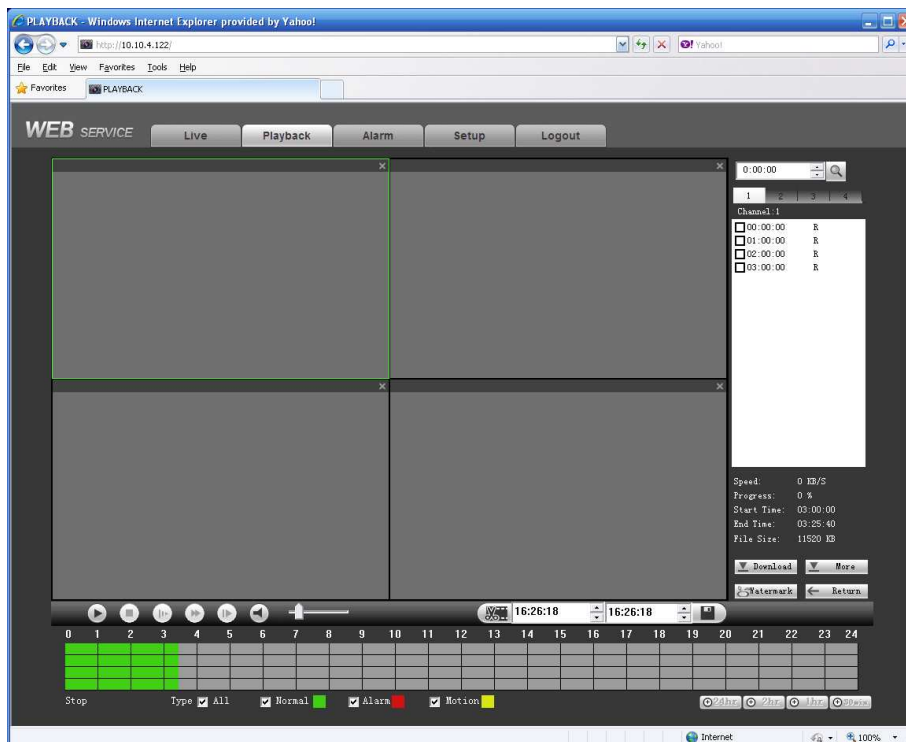 PLAYBACK - Windows Internet Explorer provided by Yahoo!
http://10.10.4.122/
Yahoo!
File Edit View Favorites Tools Help
Favorites PLAYBACK
WEB SERVICE Live Playback Alarm Setup Logout
0:00:00
1 2 3 4
Channel:1
00:00:00 R
01:00:00 R
02:00:00 R
03:00:00 R
Speed: 0 KB/S
Progress: 0 %
Start Time: 03:00:00
End Time: 03:25:40
File Size: 11520 KB
Download More
Watermark Return
16:26:18 16:26:18
0 1 2 3 4 5 6 7 8 9 10 11 12 13 14 15 16 17 18 19 20 21 22 23 24
Stop Type All Normal Alarm Motion 24hr 2hr 1hr 30min
Internet 100%